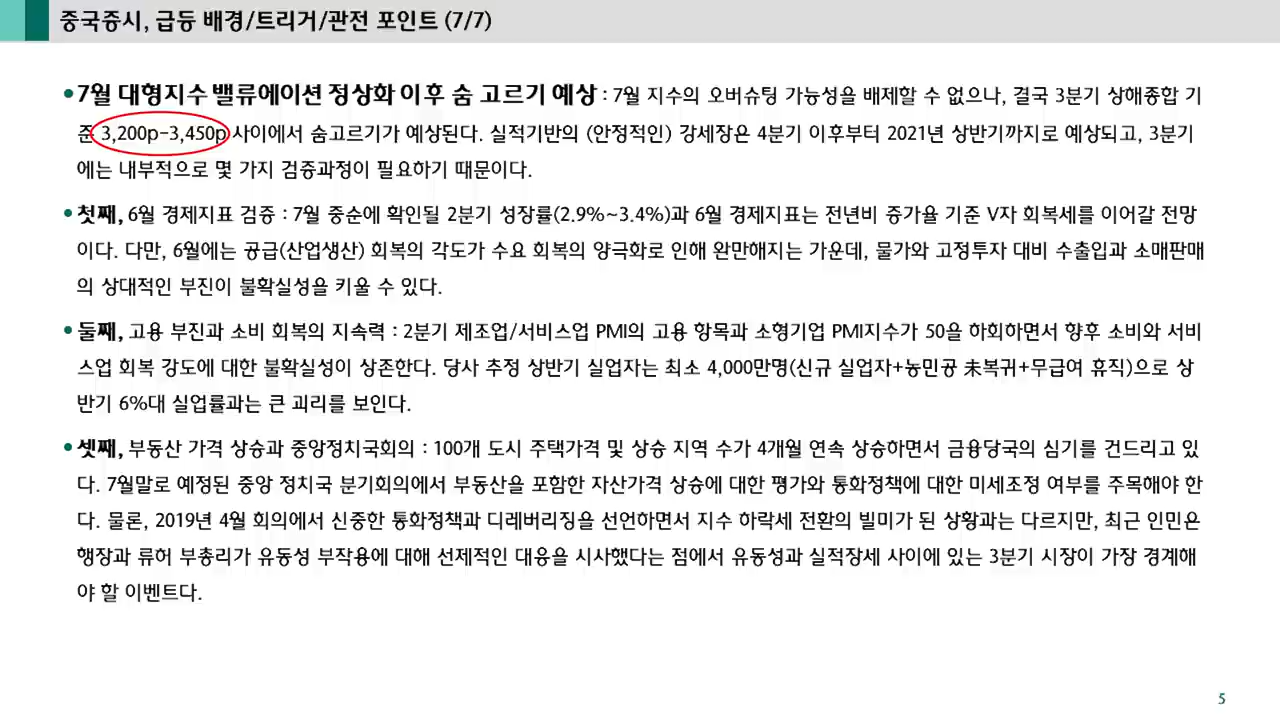 중국증시, 급등 배경/트리거/관전 포인트 (7/7)
•7월 대형지수 밸류에이션 정상화 이후 숨 고르기 예상 : 7월 지수의 오버슈팅 가능성을 배제할 수 없으나, 결국 3분기 상해종합 기
준 3,200p-3,450p 사이에서 숨고르기가 예상된다. 실적기반의 (안정적인) 강세장은 4분기 이후부터 2021년 상반기까지로 예상되고, 3분기
에는 내부적으로 몇 가지 검증과정이 필요하기 때문이다.
•첫째, 6월 경제지표 검증 : 7월 중순에 확인될 2분기 성장률(2.9%~3.4%)과 6월 경제지표는 전년비 증가율 기준 V자 회복세를 이어갈 전망
이다. 다만, 6월에는 공급(산업생산) 회복의 각도가 수요 회복의 양극화로 인해 완만해지는 가운데, 물가와 고정투자 대비 수출입과 소매판매
의 상대적인 부진이 불확실성을 키울 수 있다.
•둘째, 고용 부진과 소비 회복의 지속력 : 2분기 제조업/서비스업 PMI의 고용 항목과 소형기업 PMI지수가 50을 하회하면서 향후 소비와 서비
스업 회복 강도에 대한 불확실성이 상존한다. 당사 추정 상반기 실업자는 최소 4,000만명(신규 실업자+농민공 未복귀+무급여 휴직)으로 상
반기 6%대 실업률과는 큰 괴리를 보인다.
•셋째, 부동산 가격 상승과 중앙정치국회의 : 100개 도시 주택가격 및 상승 지역 수가 4개월 연속 상승하면서 금융당국의 심기를 건드리고 있
다. 7월말로 예정된 중앙 정치국 분기회의에서 부동산을 포함한 자산가격 상승에 대한 평가와 통화정책에 대한 미세조정 여부를 주목해야 한
다. 물론, 2019년 4월 회의에서 신중한 통화정책과 디레버리징을 선언하면서 지수 하락세 전환의 빌미가 된 상황과는 다르지만, 최근 인민은
행장과 류허 부총리가 유동성 부작용에 대해 선제적인 대응을 시사했다는 점에서 유동성과 실적장세 사이에 있는 3분기 시장이 가장 경계해
야 할 이벤트다.
5